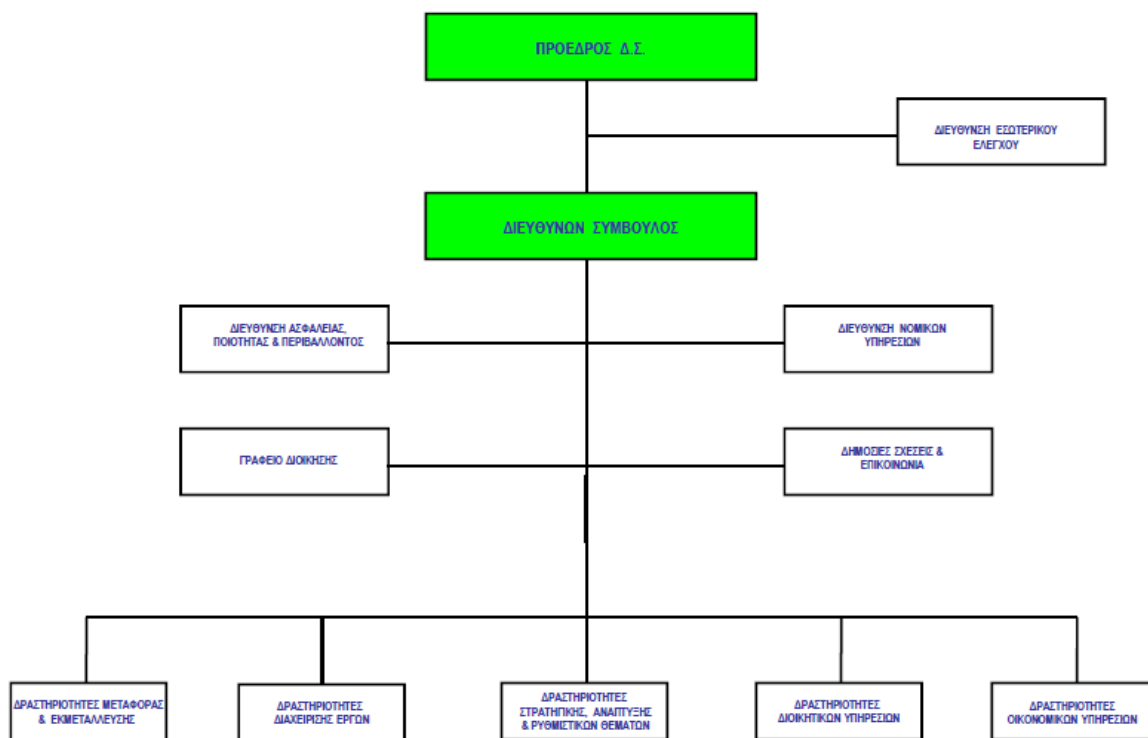 ΠΡΟΕΔΡΟΣ Δ.Σ.
ΔΙΕΥΘΥΝΣΗ ΕΣΩΤΕΡΙΚΟΥ
ΕΛΕΓΧΟΥ
ΔΙΕΥΘΥΝΩΝ ΣΥΜΒΟΥΛΟΣ
ΔΙΕΥΘΥΝΣΗ ΑΣΦΑΛΕΙΑΣ,
ΠΟΙΟΤΗΤΑΣ & ΠΕΡΙΒΑΛΛΟΝΤΟΣ
ΔΙΕΥΘΥΝΣΗ ΝΟΜΙΚΩΝ
ΥΠΗΡΕΣΙΩΝ
ΓΡΑΦΕΙΟ ΔΙΟΙΚΗΣΗΣ
ΔΗΜΟΣΙΕΣ ΣΧΕΣΕΙΣ &
ΕΠΙΚΟΙΝΩΝΙΑ
ΔΡΑΣΤΗΡΙΟΤΗΤΕΣ ΜΕΤΑΦΟΡΑΣ
& ΕΚΜΕΤΑΛΛΕΥΣΗΣ
ΔΡΑΣΤΗΡΙΟΤΗΤΕΣ
ΔΙΑΧΕΙΡΙΣΗΣ ΕΡΓΩΝ
ΔΡΑΣΤΗΡΙΟΤΗΤΕΣ
ΣΤΡΑΤΗΓΙΚΗΣ, ΑΝΑΠΤΥΞΗΣ
& ΡΥΘΜΙΣΤΙΚΩΝ ΘΕΜΑΤΩΝ
ΔΡΑΣΤΗΡΙΟΤΗΤΕΣ
ΔΙΟΙΚΗΤΙΚΩΝ ΥΠΗΡΕΣΙΩΝ
ΔΡΑΣΤΗΡΙΟΤΗΤΕΣ
ΟΙΚΟΝΟΜΙΚΩΝ ΥΠΗΡΕΣΙΩΝ